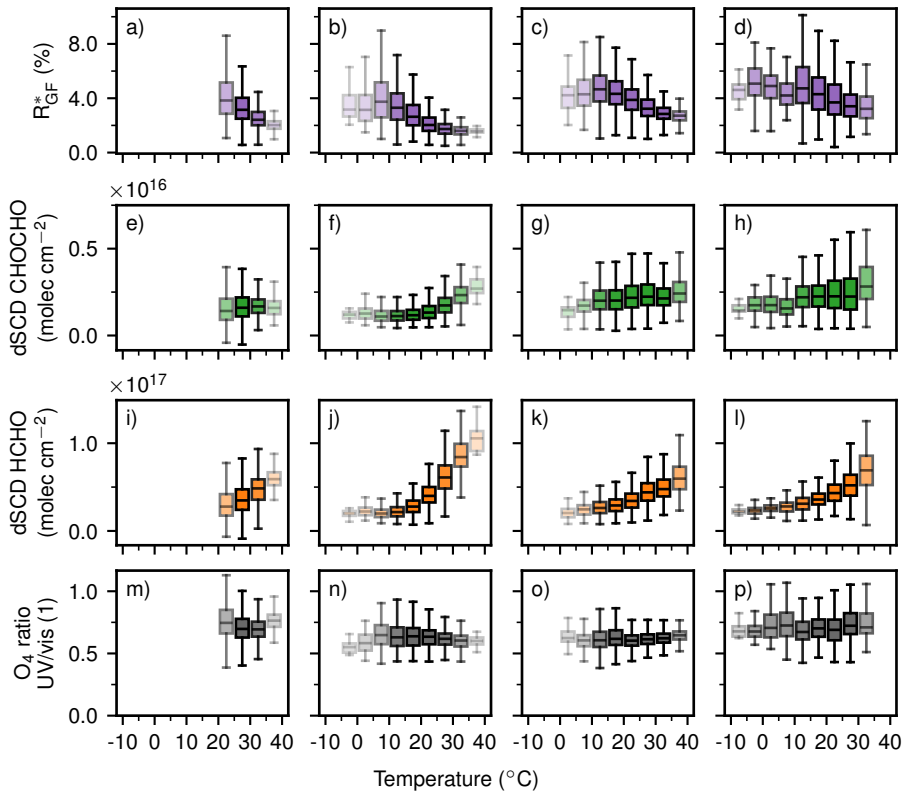 a) b) c) d)
8.0
4.0
0.0
R*GF (%)
×10^16
e) f) g) h)
0.5
0.0
dSCD CHOCHO
(molec cm−2)
×10^17
i) j) k) l)
1.0
0.0
dSCD HCHO
(molec cm−2)
m) n) o) p)
1.0
0.5
0.0
O4 ratio
UV/vis (1)
-10 0 10 20 30 40 -10 0 10 20 30 40 -10 0 10 20 30 40 -10 0 10 20 30 40
Temperature (°C)